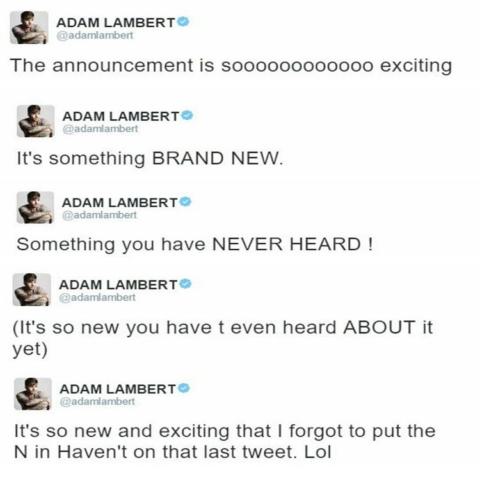 ADAM LAMBERT
@adamlambert
The announcement is soooooooooooo exciting
ADAM LAMBERT
@adamlambert
It's something BRAND NEW.
ADAM LAMBERT
@adamlambert
Something you have NEVER HEARD !
ADAM LAMBERT
@adamlambert
(It's so new you have t even heard ABOUT it
yet)
ADAM LAMBERT
@adamlambert
It's so new and exciting that I forgot to put the
N in Haven't on that last tweet. Lol